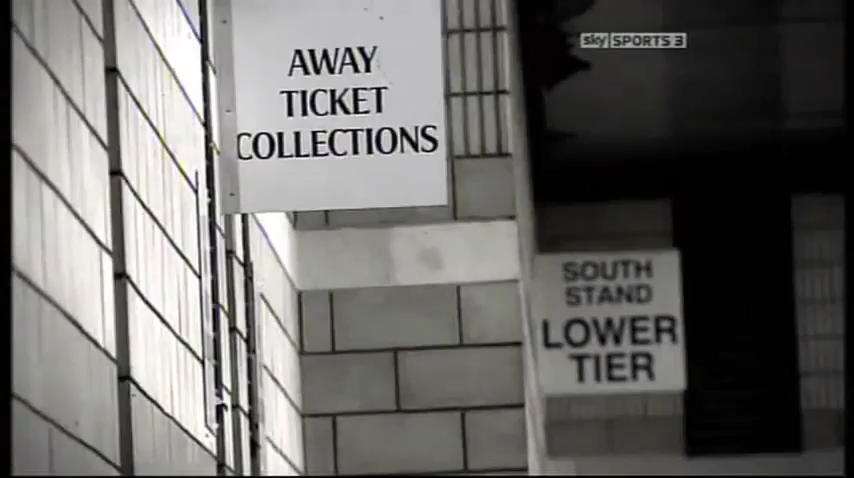 AWAY
TICKET
COLLECTIONS
sky SPORTS 3
SOUTH
STAND
LOWER
TIER